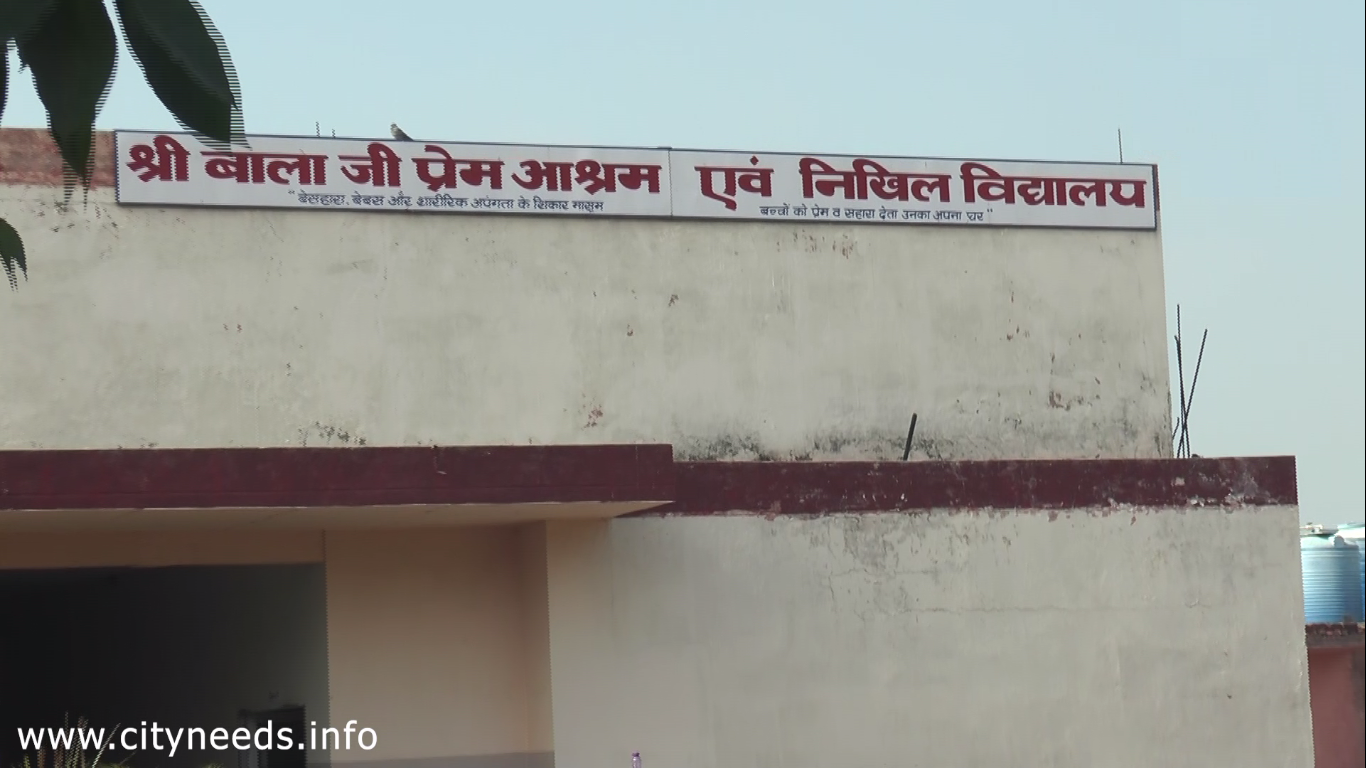 श्री बाला जी प्रेम आश्रम एवं निखिल विद्यालय
“बेसहारा, बेबस और शारीरिक अपंगता के सिकार मासूम बच्चों को प्रेम व सहारा देता उनका अपना घर”
www.cityneeds.info